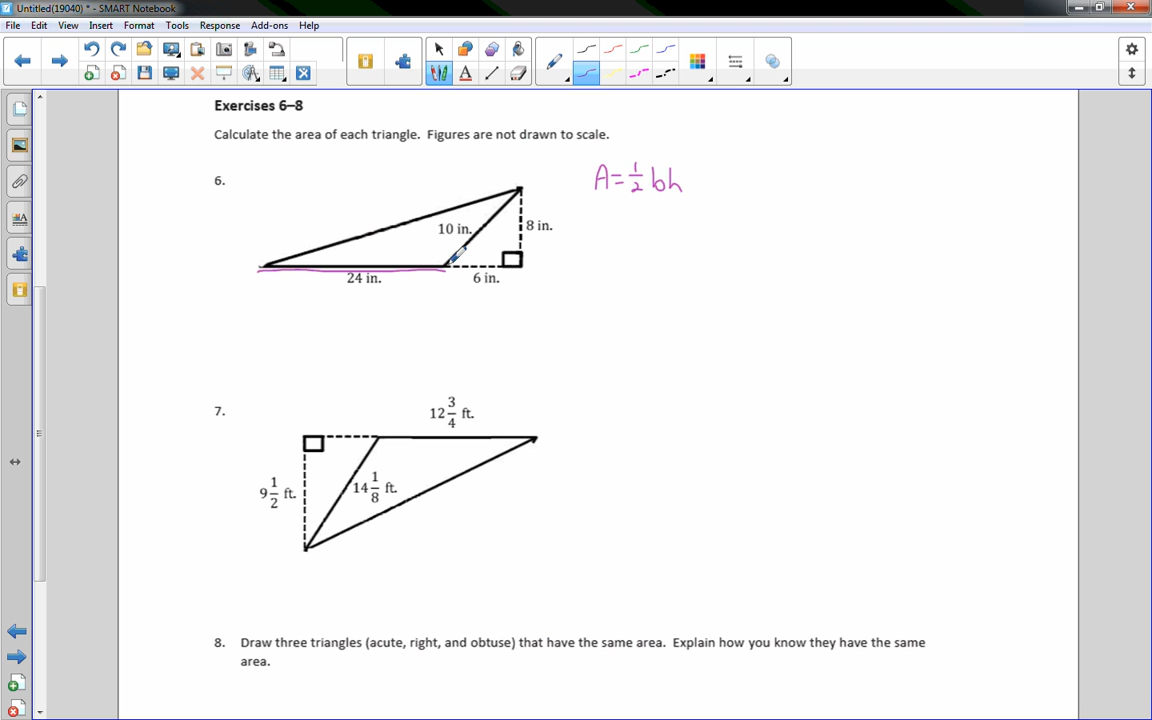 Untitled(19040) * - SMART Notebook
File Edit View Insert Format Tools Response Add-ons Help
Exercises 6–8
Calculate the area of each triangle. Figures are not drawn to scale.
6.
A = 1/2 bh
10 in.
8 in.
24 in.
6 in.
7.
12 3/4 ft.
9 1/2 ft.
14 1/8 ft.
8. Draw three triangles (acute, right, and obtuse) that have the same area. Explain how you know they have the same
area.